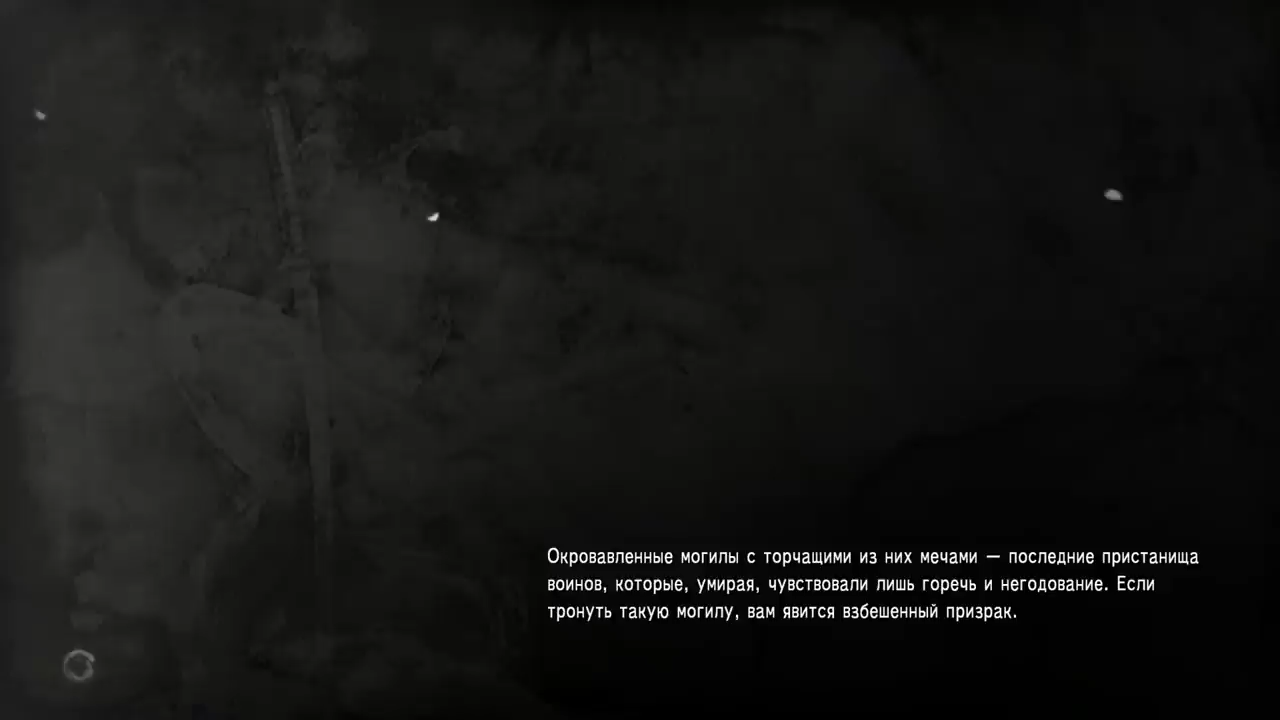 Окровавленные могилы с торчащими из них мечами — последние пристанища
воинов, которые, умирая, чувствовали лишь горечь и негодование. Если
тронуть такую могилу, вам явится взбешенный призрак.